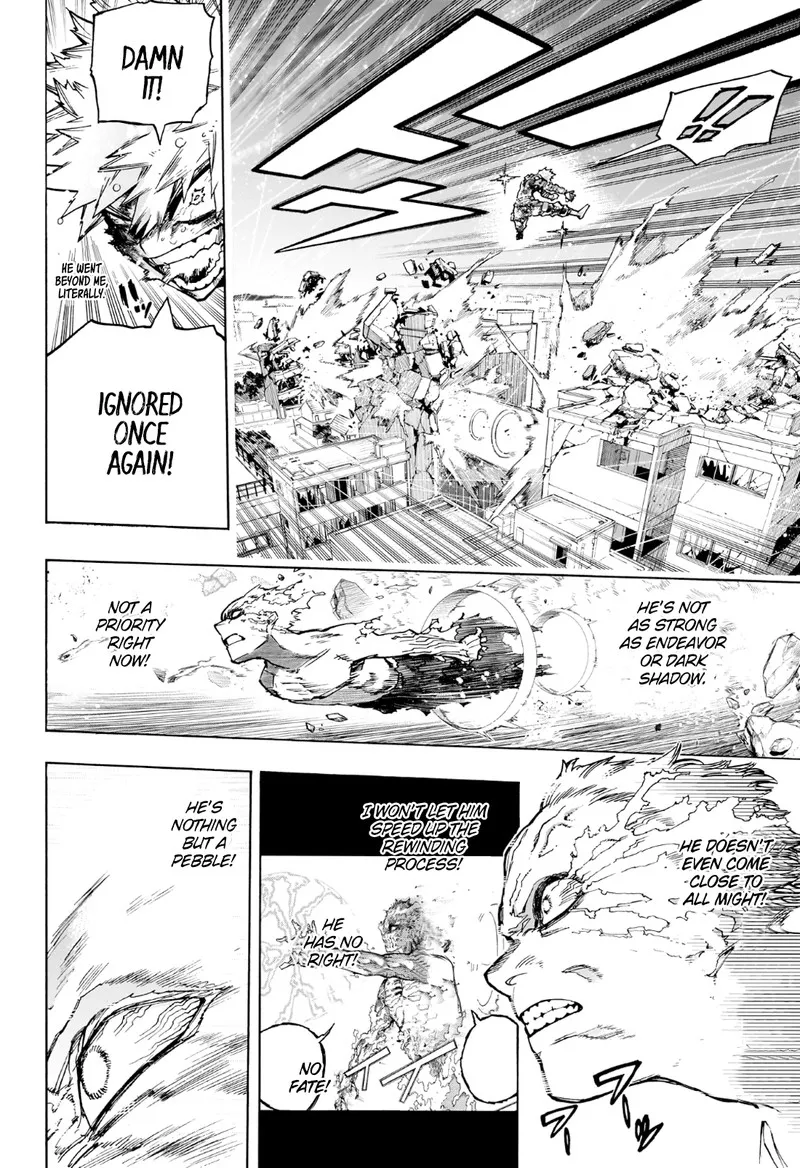 !!
DAMN
IT!
HE WENT
BEYOND ME,
LITERALLY.
IGNORED
ONCE
AGAIN!
HE'S NOT
AS STRONG
AS ENDEAVOR
OR DARK
SHADOW.
NOT A
PRIORITY
RIGHT
NOW!
HE DOESN'T
EVEN COME
CLOSE TO
ALL MIGHT!
I WON'T LET HIM
SPEED UP THE
REWINDING
PROCESS!
HE
HAS NO
RIGHT!
NO
FATE!
HE'S
NOTHING
BUT A
PEBBLE!